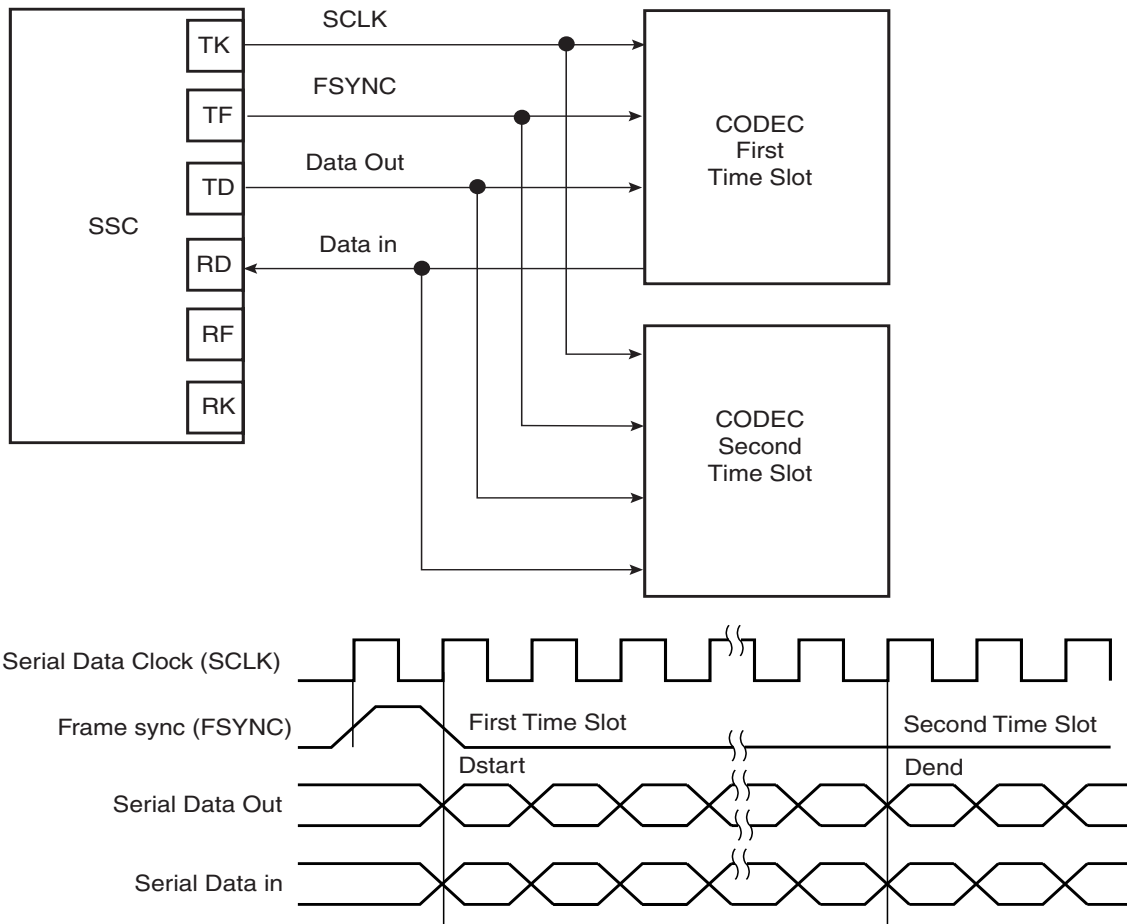 SCLK
TK
FSYNC
TF
CODEC
First
Time Slot
Data Out
TD
SSC
Data in
RD
RF
RK
CODEC
Second
Time Slot
Serial Data Clock (SCLK)
Frame sync (FSYNC)
First Time Slot
Second Time Slot
Dstart
Dend
Serial Data Out
Serial Data in